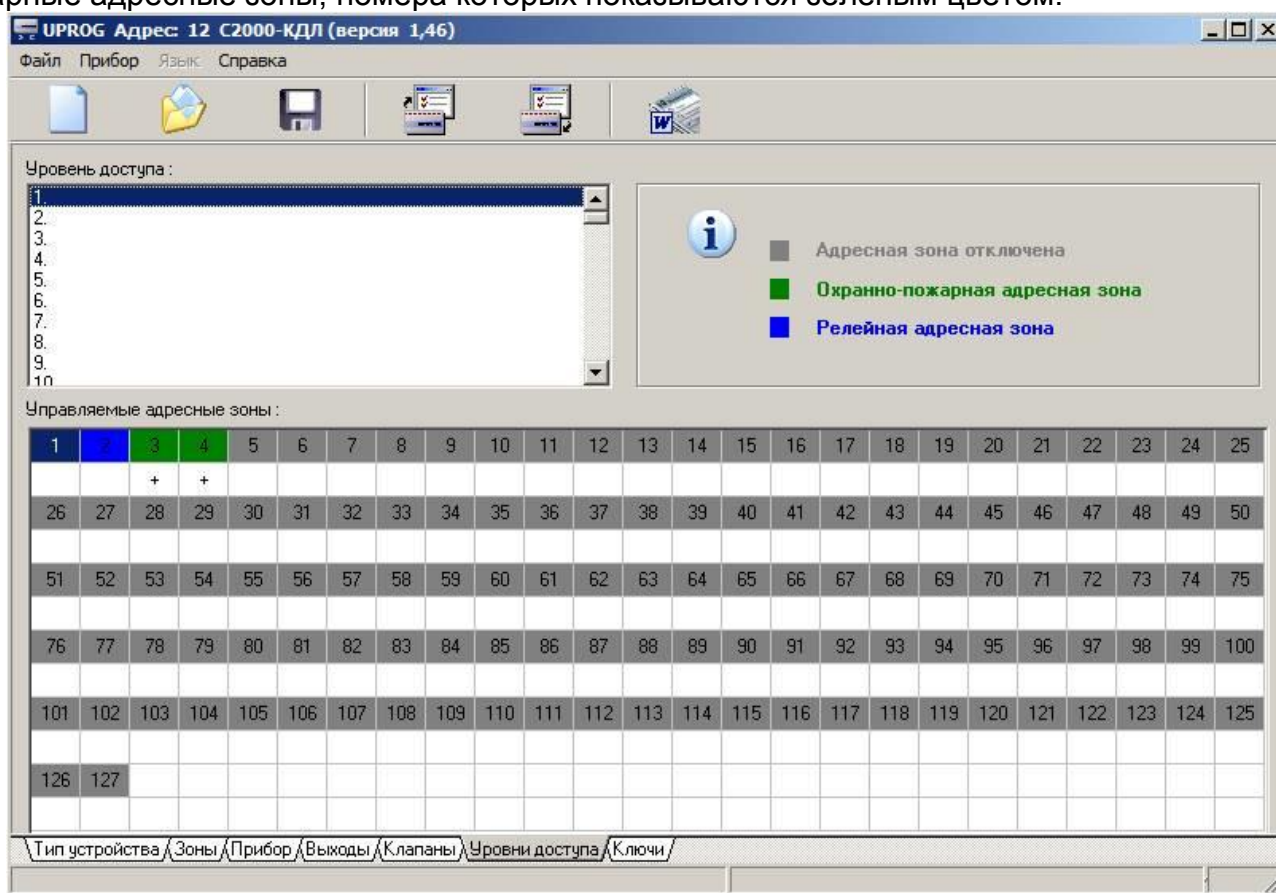 адресные зоны, номера которых показываются зеленым цветом.
UPROG Адрес: 12 С2000-КДЛ (версия 1,46)
Файл Прибор Язык Справка
W
Уровень доступа :
1.
2.
3.
4.
5.
6.
7.
8.
9.
10
i
Адресная зона отключена
Охранно-пожарная адресная зона
Релейная адресная зона
Управляемые адресные зоны :
1 2 3 4 5 6 7 8 9 10 11 12 13 14 15 16 17 18 19 20 21 22 23 24 25
+ +
26 27 28 29 30 31 32 33 34 35 36 37 38 39 40 41 42 43 44 45 46 47 48 49 50
51 52 53 54 55 56 57 58 59 60 61 62 63 64 65 66 67 68 69 70 71 72 73 74 75
76 77 78 79 80 81 82 83 84 85 86 87 88 89 90 91 92 93 94 95 96 97 98 99 100
101 102 103 104 105 106 107 108 109 110 111 112 113 114 115 116 117 118 119 120 121 122 123 124 125
126 127
Тип устройства Зоны Прибор Выходы Клапаны Уровни доступа Ключи